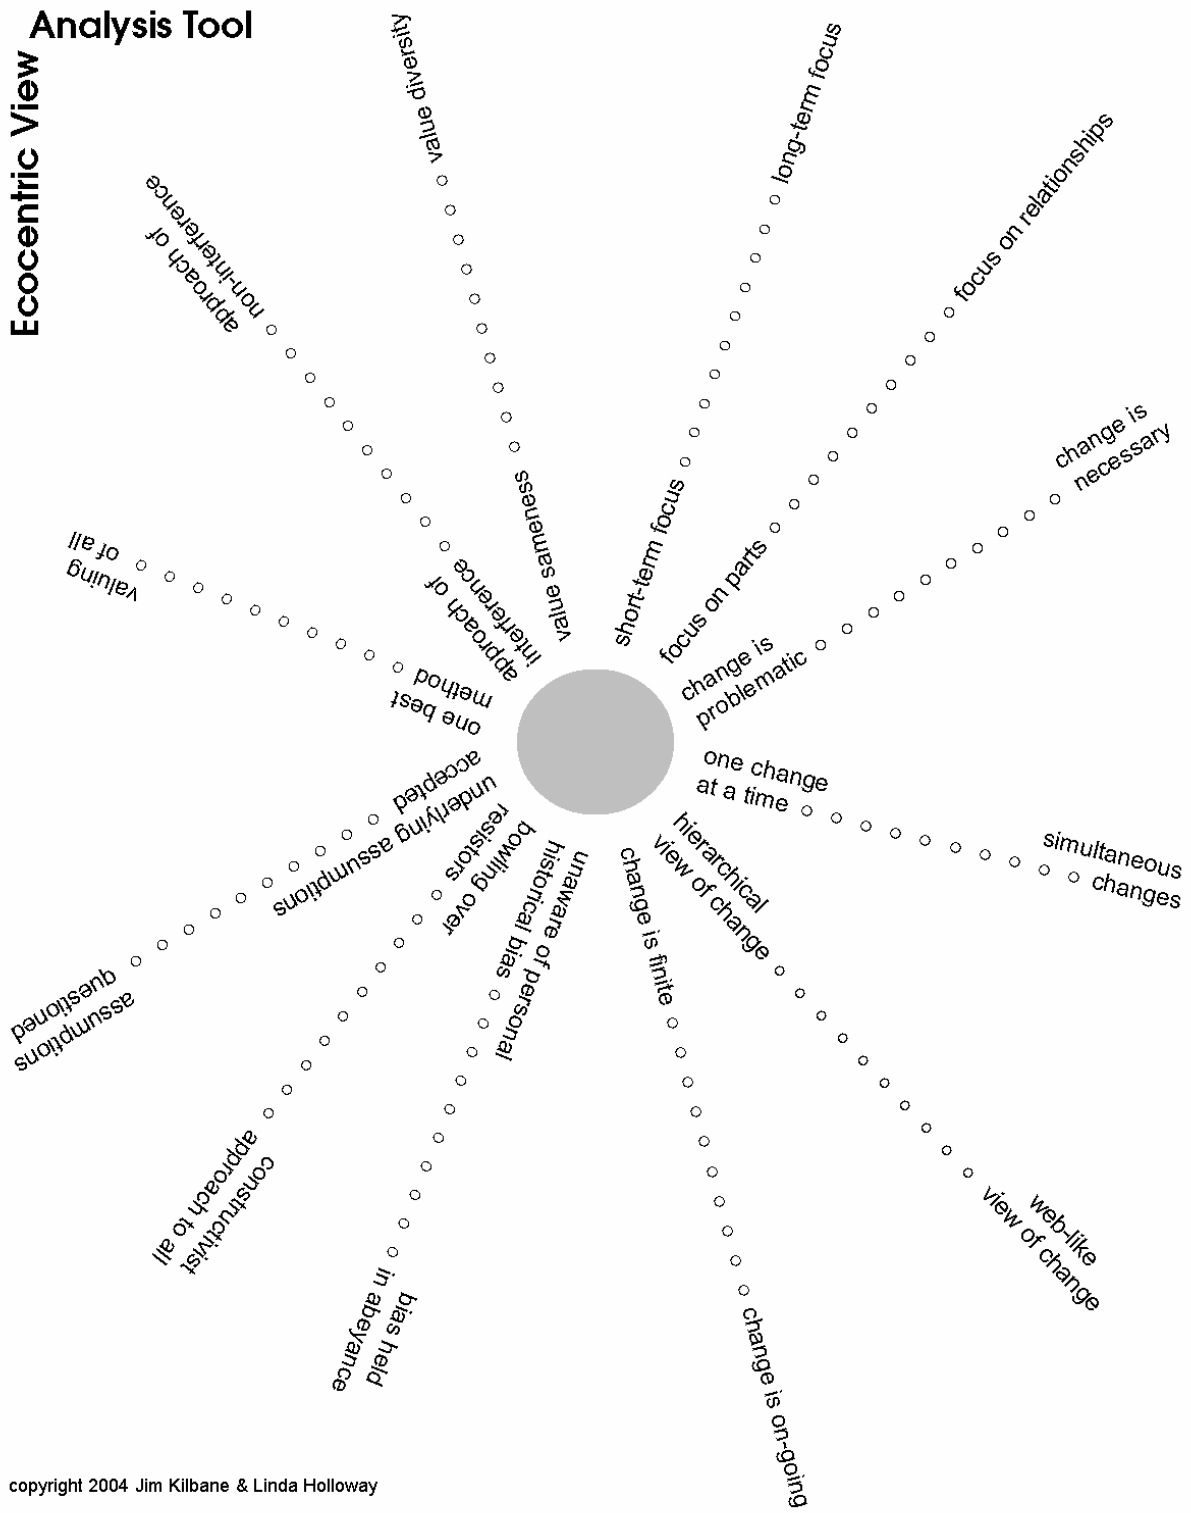 Analysis Tool
Ecocentric View
value diversity
value sameness
long-term focus
short-term focus
focus on relationships
focus on parts
change is
necessary
change is
problematic
one change
at a time
simultaneous
changes
hierarchical
view of change
web-like
view of change
change is finite
change is on-going
unaware of personal
historical bias
bias held
in abeyance
bowling over
resistors
constructivist
approach to all
underlying assumptions
accepted
assumptions
questioned
one best
method
valuing
of all
approach of
interference
approach of
non-interference
copyright 2004 Jim Kilbane & Linda Holloway